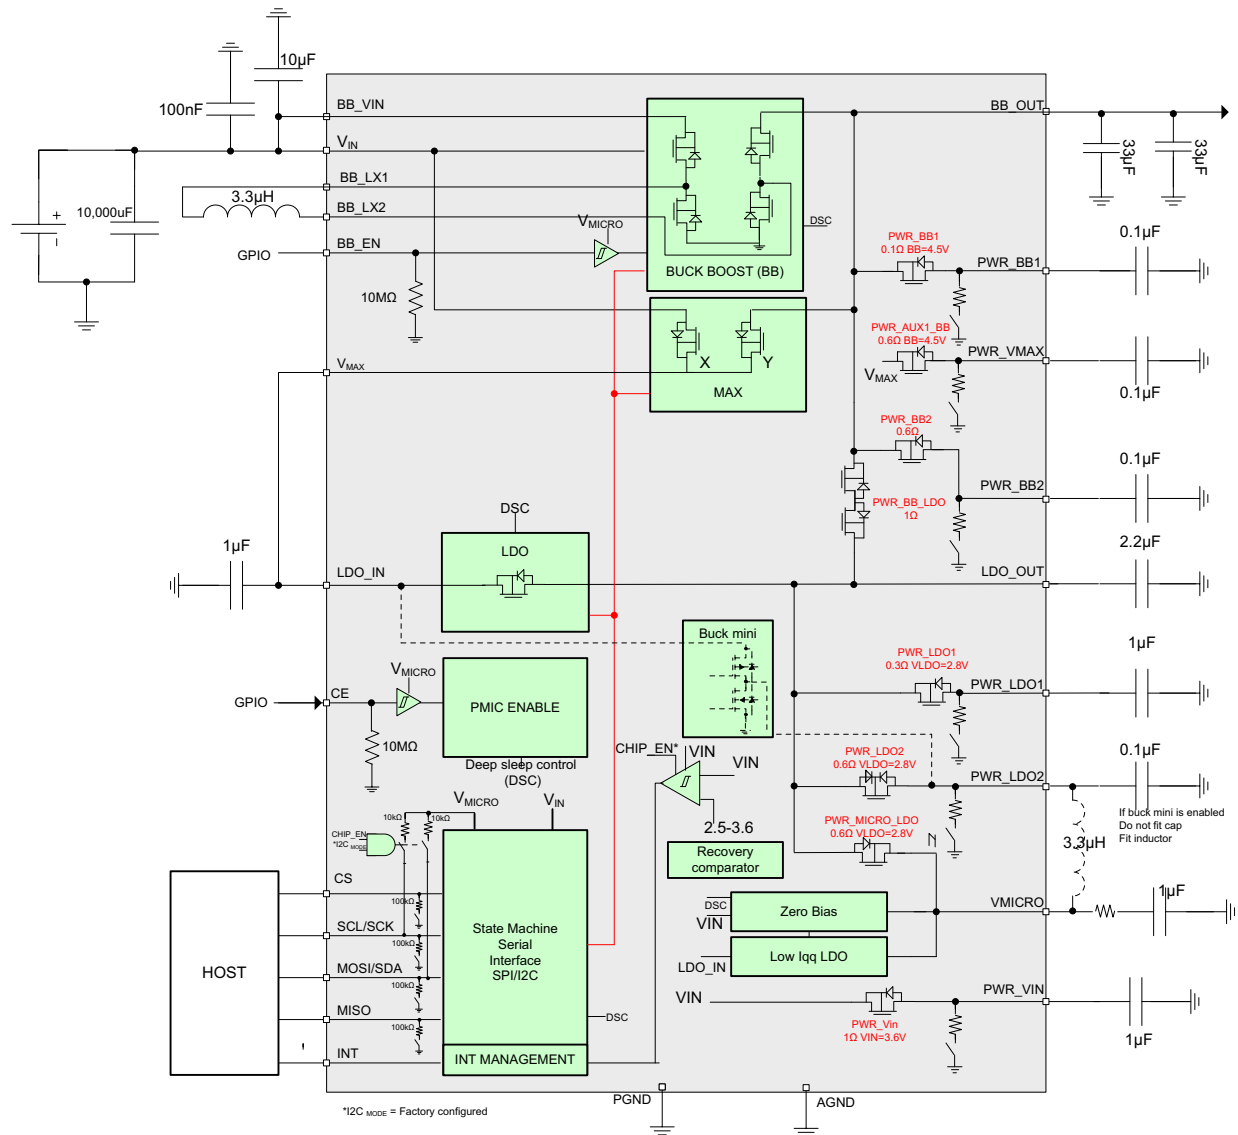 10µF
100nF
BB_VIN
BB_OUT
VIN
BB_LX1
3.3µH
BB_LX2
10,000uF
+
33µF
33µF
VMICRO
DSC
GPIO
BB_EN
BUCK BOOST (BB)
PWR_BB1
0.1Ω BB=4.5V
PWR_BB1
0.1µF
10MΩ
PWR_AUX1_BB
0.6Ω BB=4.5V
PWR_VMAX
VMAX
X
Y
VMAX
MAX
0.1µF
PWR_BB2
0.6Ω
0.1µF
PWR_BB2
PWR_BB_LDO
1Ω
DSC
1µF
LDO
2.2µF
LDO_IN
LDO_OUT
Buck mini
1µF
PWR_LDO1
0.3Ω VLDO=2.8V
PWR_LDO1
VMICRO
GPIO
CE
PMIC ENABLE
10MΩ
Deep sleep control
(DSC)
CHIP_EN*
VIN
VIN
2.5-3.6
PWR_LDO2
0.6Ω VLDO=2.8V
PWR_LDO2
0.1µF
If buck mini is enabled
Do not fit cap
Fit inductor
3.3µH
PWR_MICRO_LDO
0.6Ω VLDO=2.8V
VMICRO
VIN
10kΩ
10kΩ
CHIP_EN
*I2C MODE
Recovery
comparator
CS
100kΩ
DSC
VIN
Zero Bias
VMICRO
1µF
SCL/SCK
100kΩ
State Machine
Serial
Interface
SPI/I2C
Low Iqq LDO
LDO_IN
HOST
MOSI/SDA
100kΩ
MISO
100kΩ
DSC
VIN
PWR_VIN
PWR_Vin
1Ω VIN=3.6V
1µF
INT
INT MANAGEMENT
PGND
AGND
*I2C MODE = Factory configured